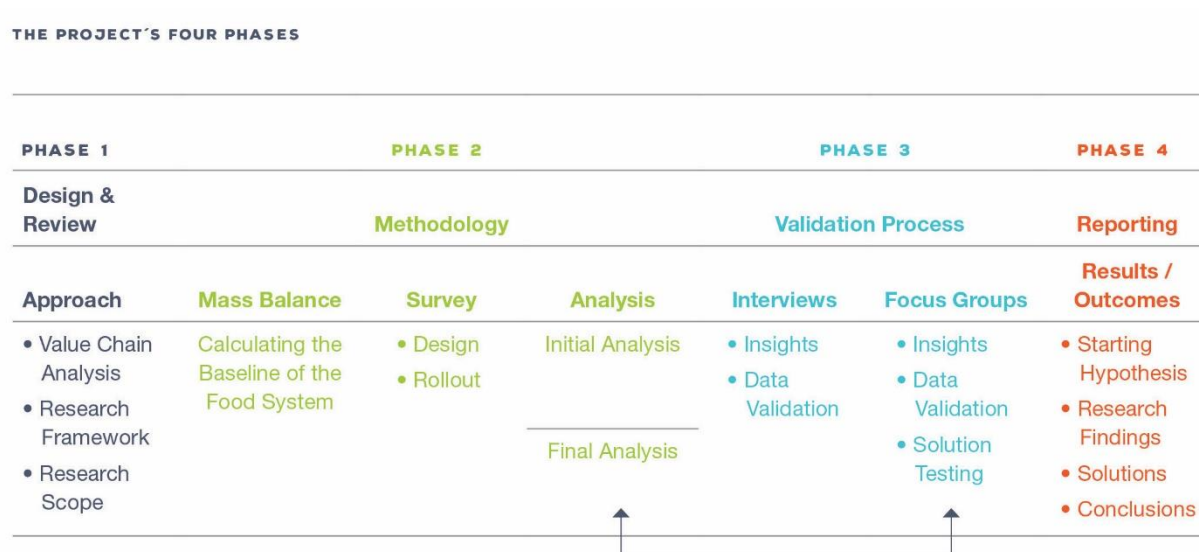 THE PROJECT´S FOUR PHASES
PHASE 1
PHASE 2
PHASE 3
PHASE 4
Design &
Review
Methodology
Validation Process
Reporting
Approach
Mass Balance
Survey
Analysis
Interviews
Focus Groups
Results /
Outcomes
• Value Chain
Analysis
• Research
Framework
• Research
Scope
Calculating the
Baseline of the
Food System
• Design
• Rollout
Initial Analysis
Final Analysis
• Insights
• Data
Validation
• Insights
• Data
Validation
• Solution
Testing
• Starting
Hypothesis
• Research
Findings
• Solutions
• Conclusions